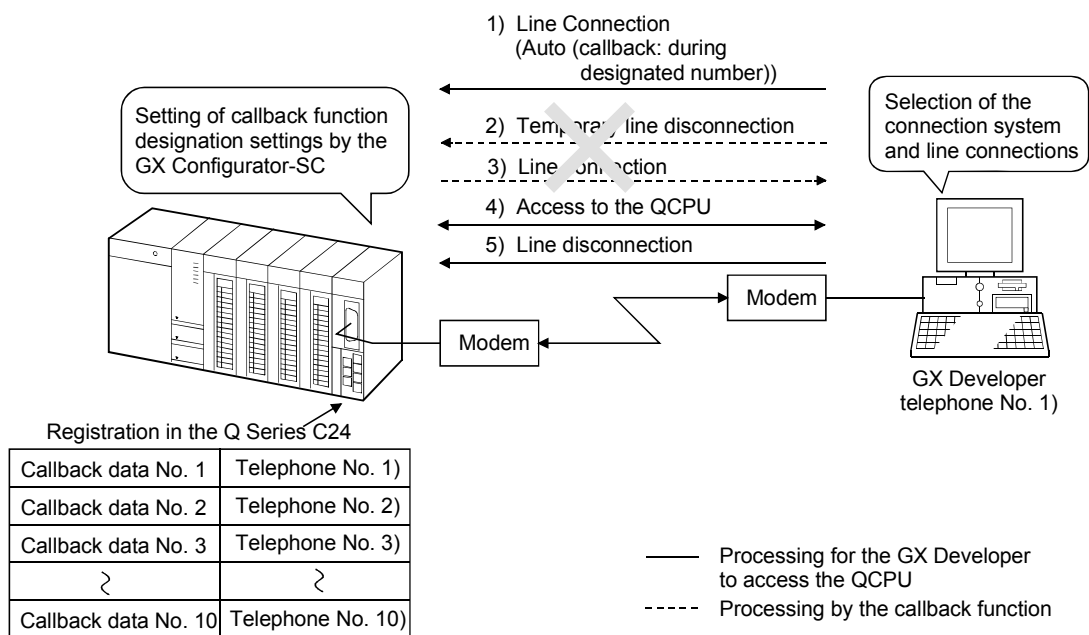 1) Line Connection
(Auto (callback: during
designated number))
Setting of callback function
designation settings by the
GX Configurator-SC
Selection of the
connection system
and line connections
2) Temporary line disconnection
3) Line connection
4) Access to the QCPU
5) Line disconnection
Modem
Modem
GX Developer
telephone No. 1)
Registration in the Q Series C24
Callback data No. 1 Telephone No. 1)
Callback data No. 2 Telephone No. 2)
Callback data No. 3 Telephone No. 3)
Callback data No. 10 Telephone No. 10)
Processing for the GX Developer
to access the QCPU
Processing by the callback function